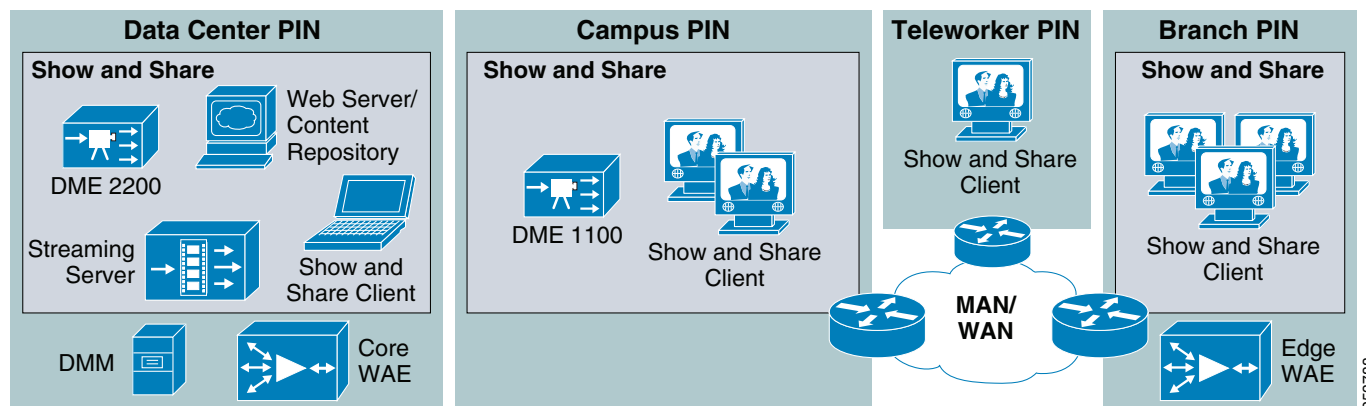 Data Center PIN
Show and Share
DME 2200
Web Server/
Content
Repository
Streaming
Server
Show and
Share Client
DMM
Core
WAE
Campus PIN
Show and Share
DME 1100
Show and Share
Client
Teleworker PIN
Show and Share
Client
MAN/
WAN
Branch PIN
Show and Share
Show and Share
Client
Edge
WAE